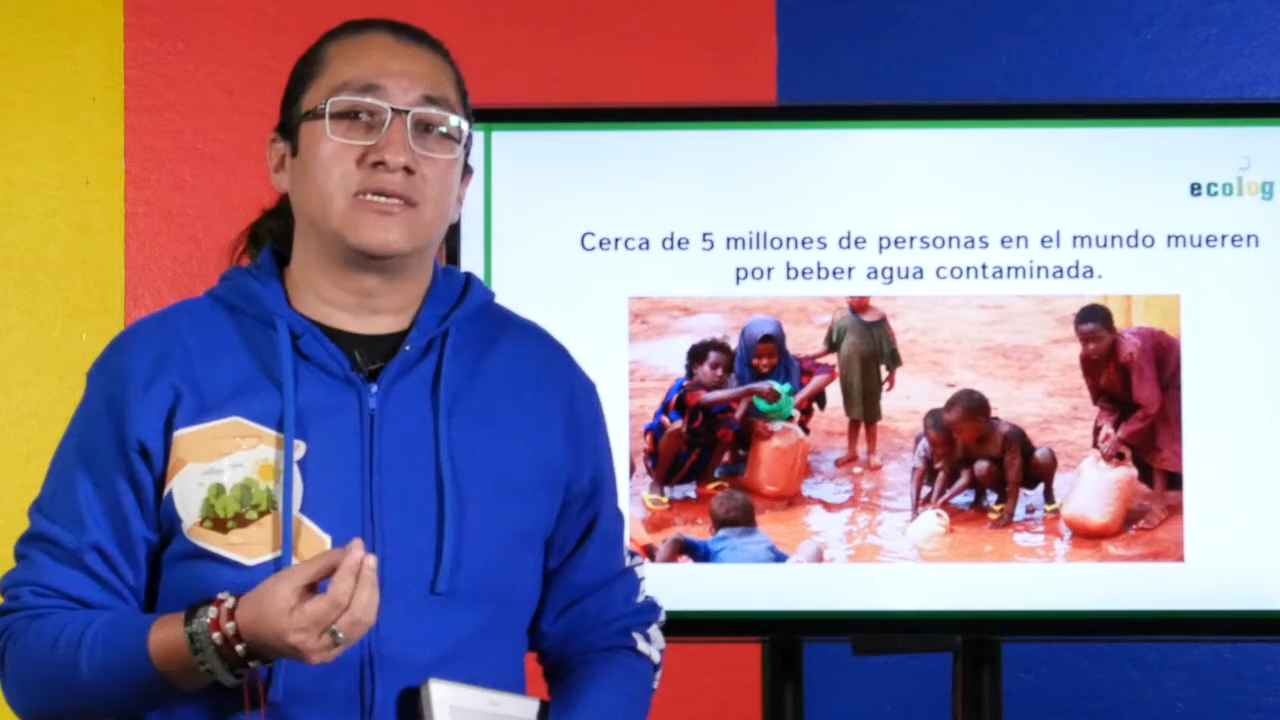 ecolog
Cerca de 5 millones de personas en el mundo mueren
por beber agua contaminada.